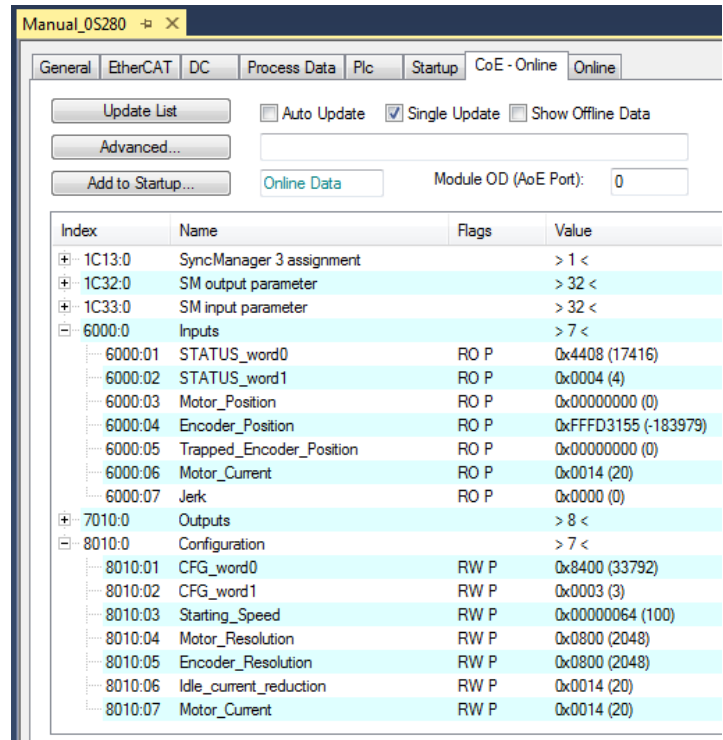 Manual_0S280
General EtherCAT DC Process Data Plc Startup CoE - Online Online
Update List Auto Update Single Update Show Offline Data
Advanced...
Add to Startup... Online Data Module OD (AoE Port): 0
Index Name Flags Value
1C13:0 SyncManager 3 assignment > 1 <
1C32:0 SM output parameter > 32 <
1C33:0 SM input parameter > 32 <
6000:0 Inputs > 7 <
6000:01 STATUS_word0 RO P 0x4408 (17416)
6000:02 STATUS_word1 RO P 0x0004 (4)
6000:03 Motor_Position RO P 0x00000000 (0)
6000:04 Encoder_Position RO P 0xFFFD3155 (-183979)
6000:05 Trapped_Encoder_Position RO P 0x00000000 (0)
6000:06 Motor_Current RO P 0x0014 (20)
6000:07 Jerk RO P 0x0000 (0)
7010:0 Outputs > 8 <
8010:0 Configuration > 7 <
8010:01 CFG_word0 RW P 0x8400 (33792)
8010:02 CFG_word1 RW P 0x0003 (3)
8010:03 Starting_Speed RW P 0x00000064 (100)
8010:04 Motor_Resolution RW P 0x0800 (2048)
8010:05 Encoder_Resolution RW P 0x0800 (2048)
8010:06 Idle_current_reduction RW P 0x0014 (20)
8010:07 Motor_Current RW P 0x0014 (20)